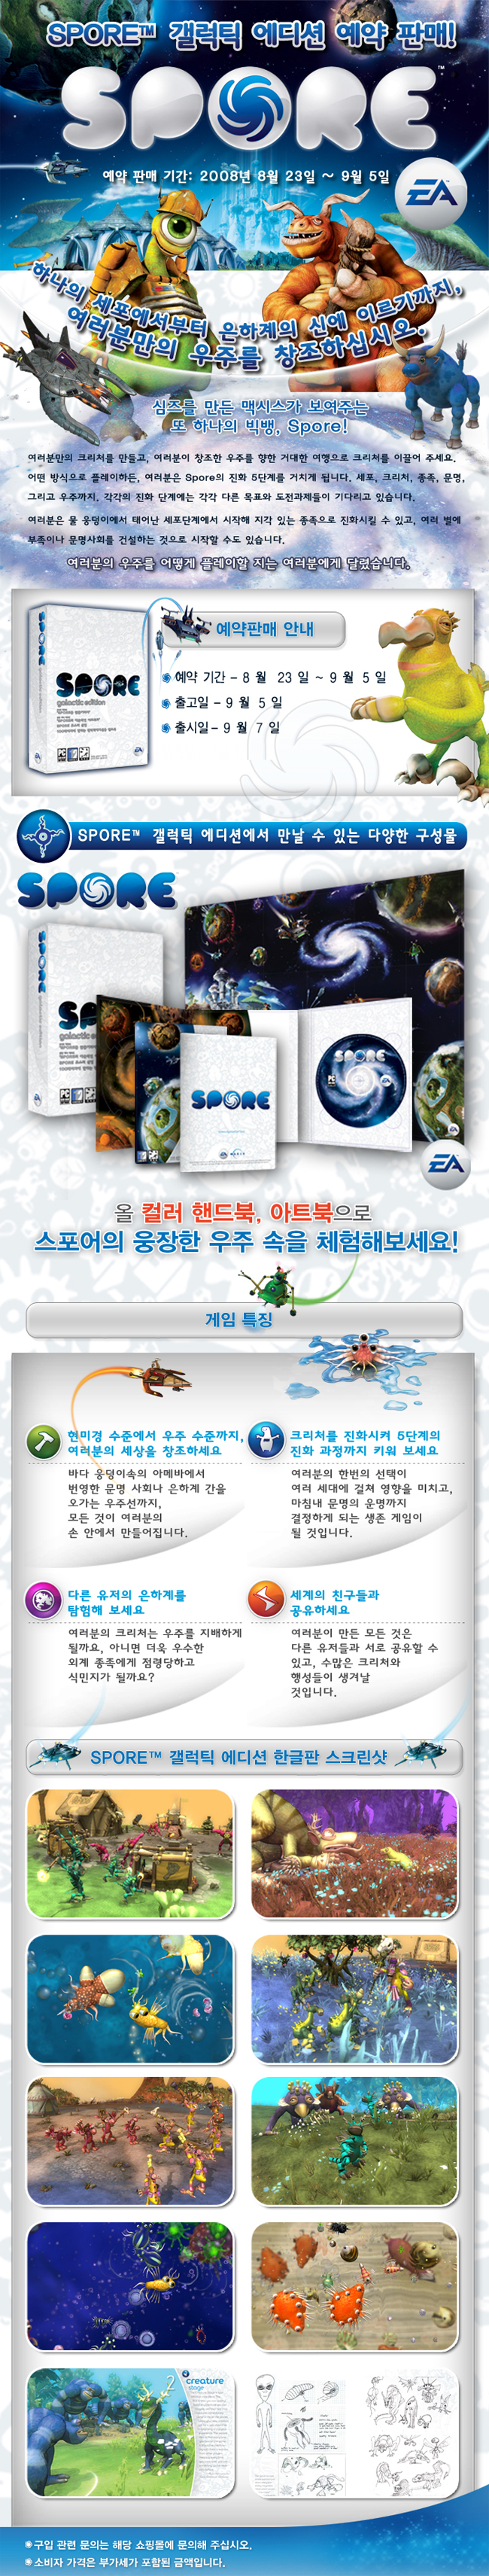 SPORE™ 갤럭틱 에디션 예약 판매!
SPORE™
예약 판매 기간: 2008년 8월 23일 ~ 9월 5일
EA
하나의 세포에서부터 은하계의 신에 이르기까지,
여러분만의 우주를 창조하십시오.
심즈를 만든 맥시스가 보여주는
또 하나의 빅뱅, Spore!
여러분만의 크리처를 만들고, 여러분이 창조한 우주를 향한 거대한 여행으로 크리처를 이끌어 주세요.
어떤 방식으로 플레이하든, 여러분은 Spore의 진화 5단계를 거치게 됩니다. 세포, 크리처, 종족, 문명,
그리고 우주까지, 각각의 진화 단계에는 각각 다른 목표와 도전과제들이 기다리고 있습니다.
여러분은 물 웅덩이에서 태어난 세포단계에서 시작해 지각 있는 종족으로 진화시킬 수 있고, 여러 별에
부족이나 문명사회를 건설하는 것으로 시작할 수도 있습니다.
여러분의 우주를 어떻게 플레이할 지는 여러분에게 달렸습니다.
SPORE
SPORE
galactic edition
예약판매 안내
예약 기간 – 8 월 23 일 ~ 9 월 5 일
출고일 – 9 월 5 일
출시일 – 9 월 7 일
SPORE™ 갤럭틱 에디션에서 만날 수 있는 다양한 구성물
SPORE
SPORE
galactic
SPORE
SPORE
EA
올 컬러 핸드북, 아트북으로
스포어의 웅장한 우주 속을 체험해보세요!
게임 특징
현미경 수준에서 우주 수준까지,
여러분의 세상을 창조하세요
바다 웅덩이속의 아메바에서
번영한 문명 사회나 은하계 간을
오가는 우주선까지,
모든 것이 여러분의
손 안에서 만들어집니다.
크리처를 진화시켜 5단계의
진화 과정까지 키워 보세요
여러분의 한번의 선택이
여러 세대에 걸쳐 영향을 미치고,
마침내 문명의 운명까지
결정하게 되는 생존 게임이
될 것입니다.
다른 유저의 은하계를
탐험해 보세요
여러분의 크리처는 우주를 지배하게
될까요, 아니면 더욱 우수한
외계 종족에게 점령당하고
식민지가 될까요?
세계의 친구들과
공유하세요
여러분이 만든 모든 것은
다른 유저들과 서로 공유할 수
있고, 수많은 크리처와
행성들이 생겨날
것입니다.
SPORE™ 갤럭틱 에디션 한글판 스크린샷
2
creature
stage
구입 관련 문의는 해당 쇼핑몰에 문의해 주십시오.
소비자 가격은 부가세가 포함된 금액입니다.